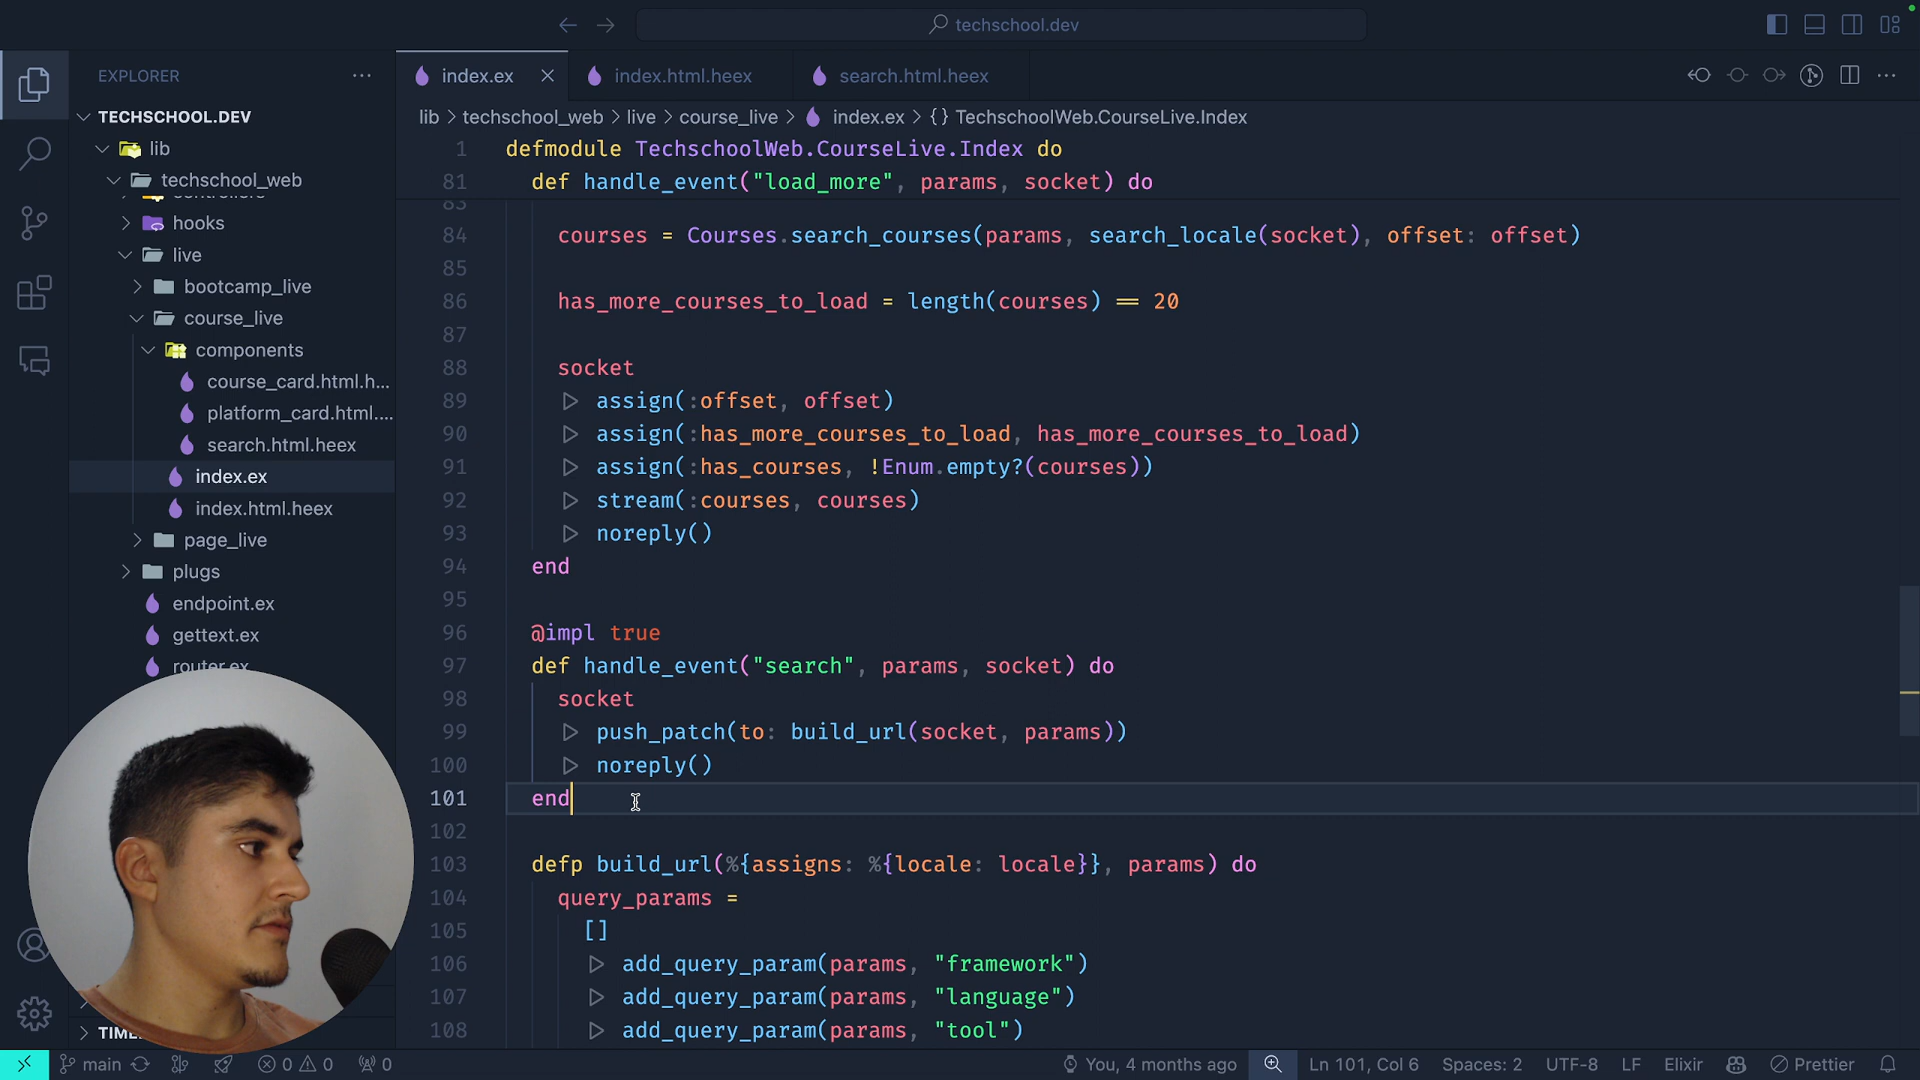 techschool.dev
EXPLORER
TECHSCHOOL.DEV
lib
techschool_web
hooks
live
bootcamp_live
course_live
components
course_card.html.h...
platform_card.html....
search.html.heex
index.ex
index.html.heex
page_live
plugs
endpoint.ex
gettext.ex
router.ex
index.ex
index.html.heex
search.html.heex
lib > techschool_web > live > course_live > index.ex > {} TechschoolWeb.CourseLive.Index
1 defmodule TechschoolWeb.CourseLive.Index do
81 def handle_event("load_more", params, socket) do
83
84 courses = Courses.search_courses(params, search_locale(socket), offset: offset)
85
86 has_more_courses_to_load = length(courses) == 20
87
88 socket
89 |> assign(:offset, offset)
90 |> assign(:has_more_courses_to_load, has_more_courses_to_load)
91 |> assign(:has_courses, !Enum.empty?(courses))
92 |> stream(:courses, courses)
93 |> noreply()
94 end
95
96 @impl true
97 def handle_event("search", params, socket) do
98 socket
99 |> push_patch(to: build_url(socket, params))
100 |> noreply()
101 end
102
103 defp build_url(%{assigns: %{locale: locale}}, params) do
104 query_params =
105 []
106 |> add_query_param(params, "framework")
107 |> add_query_param(params, "language")
108 |> add_query_param(params, "tool")
main 0 0 0 You, 4 months ago Ln 101, Col 6 Spaces: 2 UTF-8 LF Elixir Prettier